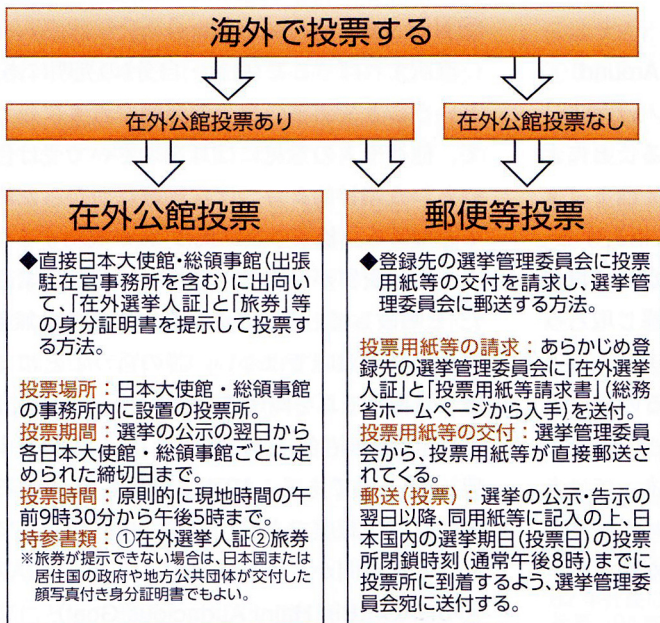 海外で投票する
在外公館投票あり
在外公館投票なし
在外公館投票
◆直接日本大使館・総領事館(出張
駐在官事務所を含む)に出向い
て、「在外選挙人証」と「旅券」等
の身分証明書を提示して投票す
る方法。
投票場所：日本大使館・総領事館
の事務所内に設置の投票所。
投票期間：選挙の公示の翌日から
各日本大使館・総領事館ごとに定
められた締切日まで。
投票時間：原則的に現地時間の午
前9時30分から午後5時まで。
持参書類：①在外選挙人証②旅券
※旅券が提示できない場合は、日本国または
居住国の政府や地方公共団体が交付した
顔写真付き身分証明書でもよい。
郵便等投票
◆登録先の選挙管理委員会に投票
用紙等の交付を請求し、選挙管
理委員会に郵送する方法。
投票用紙等の請求：あらかじめ登
録先の選挙管理委員会に「在外選挙
人証」と「投票用紙等請求書」(総務
省ホームページから入手)を送付。
投票用紙等の交付：選挙管理委員
会から、投票用紙等が直接郵送さ
れてくる。
郵送(投票)：選挙の公示・告示の
翌日以降、同用紙等に記入の上、日
本国内の選挙期日(投票日)の投票
所閉鎖時刻(通常午後8時)までに
投票所に到着するよう、選挙管理委
員会宛に送付する。